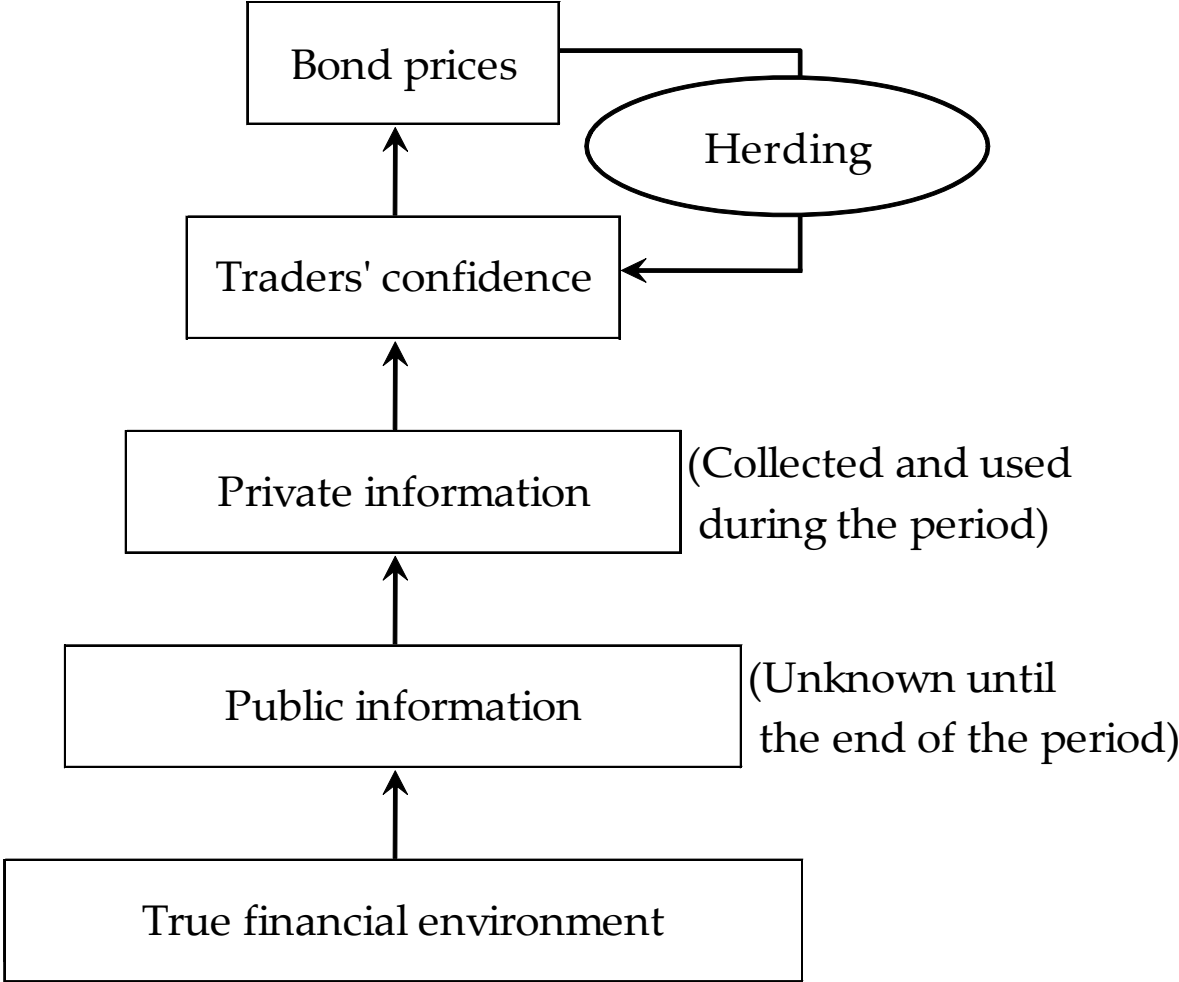 Bond prices
Herding
Traders' confidence
Private information
(Collected and used
during the period)
Public information
(Unknown until
the end of the period)
True financial environment